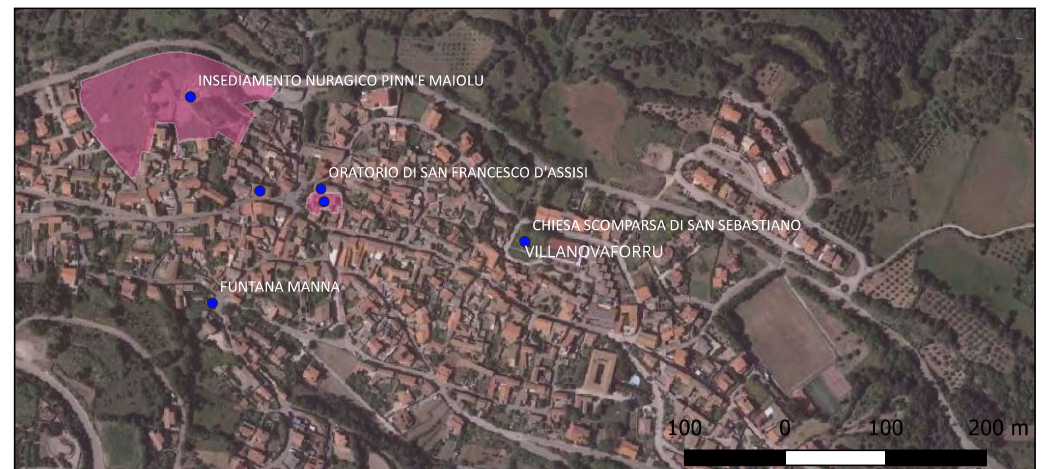 INSEDIAMENTO NURAGICO PINN'E MAIOLU
ORATORIO DI SAN FRANCESCO D'ASSISI
CHIESA SCOMPARSA DI SAN SEBASTIANO
VILLANOVAFORRU
FUNTANA MANNA
100 0 100 200 m